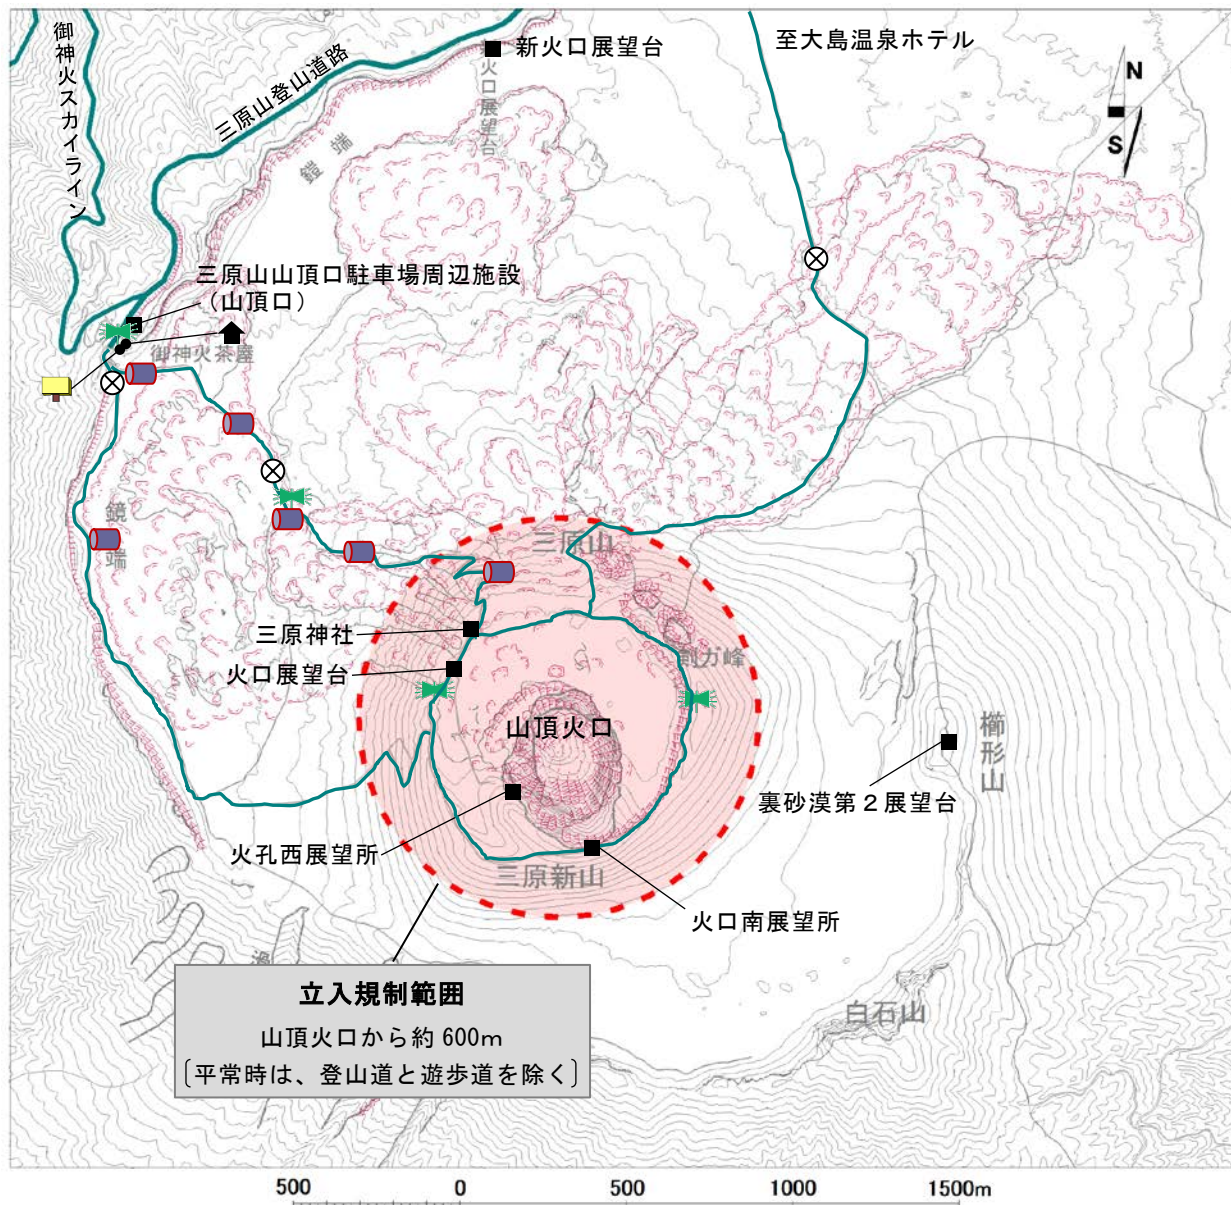 御神火スカイライン
三原山登山道路
新火口展望台
火口展望台
至大島温泉ホテル
N
S
鎧端
三原山山頂口駐車場周辺施設
（山頂口）
御神火茶屋
鏡端
三原山
三原神社
火口展望台
剣ガ峰
山頂火口
櫛形山
裏砂漠第２展望台
火孔西展望所
三原新山
火口南展望所
白石山
立入規制範囲
山頂火口から約 600m
［平常時は、登山道と遊歩道を除く］
500 0 500 1000 1500m